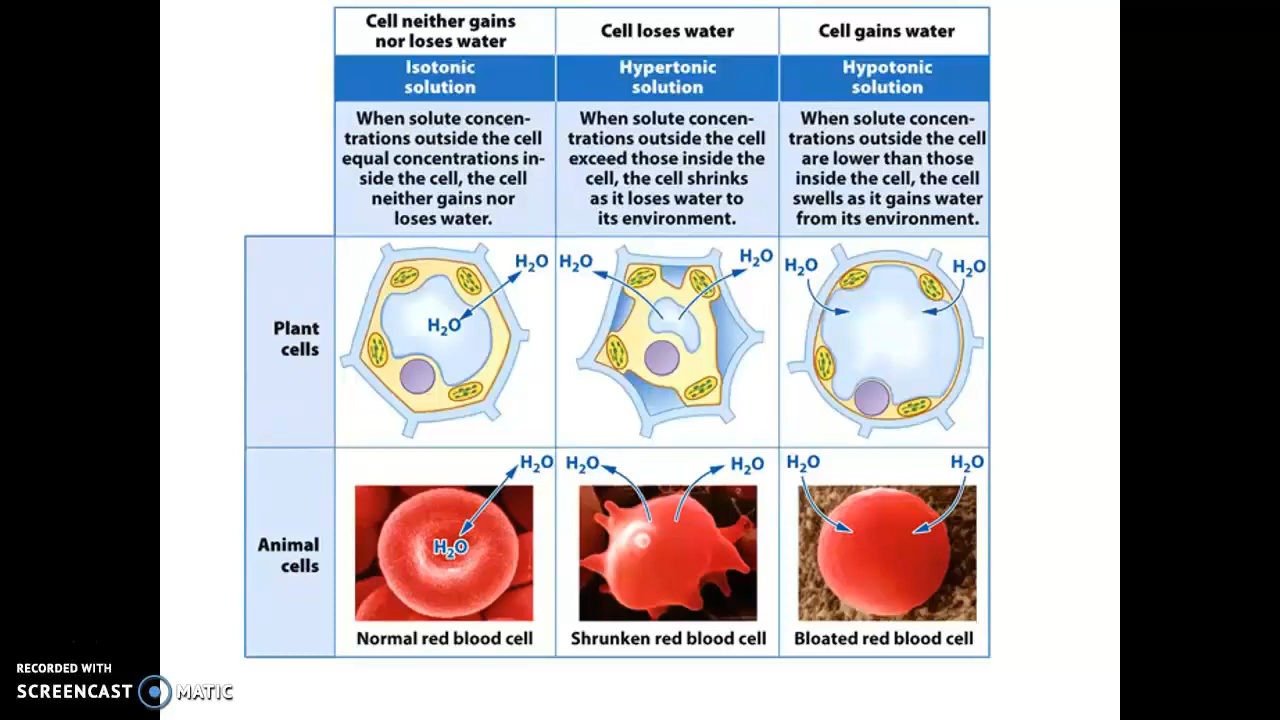 Cell neither gains
nor loses water
Cell loses water
Cell gains water
Isotonic
solution
Hypertonic
solution
Hypotonic
solution
When solute concen-
trations outside the cell
equal concentrations in-
side the cell, the cell
neither gains nor
loses water.
When solute concen-
trations outside the cell
exceed those inside the
cell, the cell shrinks
as it loses water to
its environment.
When solute concen-
trations outside the cell
are lower than those
inside the cell, the cell
swells as it gains water
from its environment.
Plant
cells
H₂O
H₂O
H₂O
H₂O
H₂O
H₂O
Animal
cells
H₂O
H₂O
H₂O
H₂O
H₂O
H₂O
Normal red blood cell
Shrunken red blood cell
Bloated red blood cell
RECORDED WITH
SCREENCAST MATIC